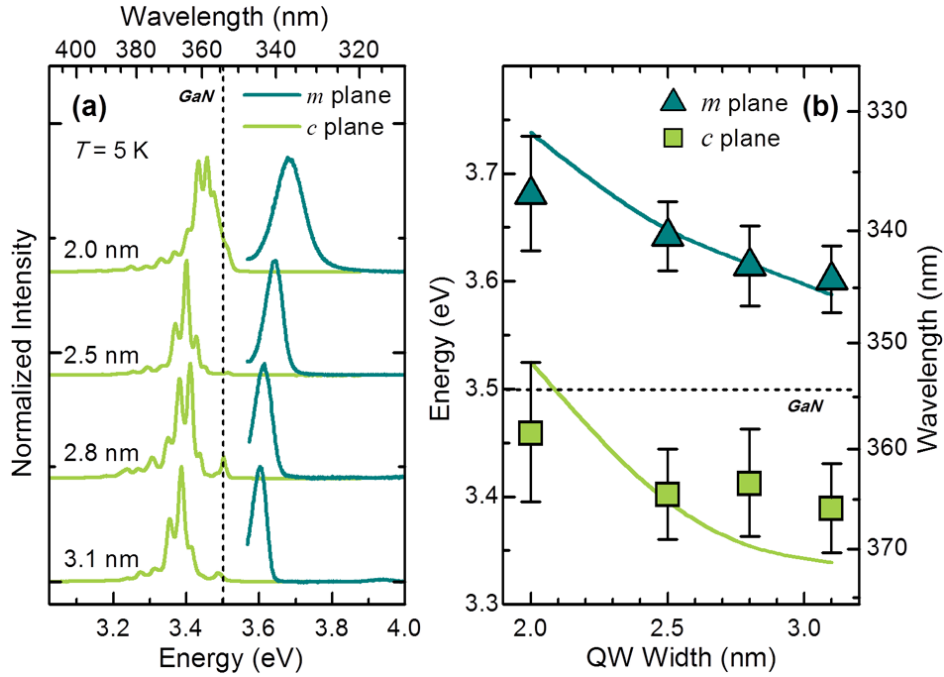 Wavelength (nm)
400 380 360 340 320
(a)
GaN
m plane
c plane
T = 5 K
2.0 nm
2.5 nm
2.8 nm
3.1 nm
Normalized Intensity
3.2 3.4 3.6 3.8 4.0
Energy (eV)
(b)
m plane
c plane
3.7
3.6
3.5
3.4
3.3
Energy (eV)
GaN
330
340
350
360
370
Wavelength (nm)
2.0 2.5 3.0
QW Width (nm)